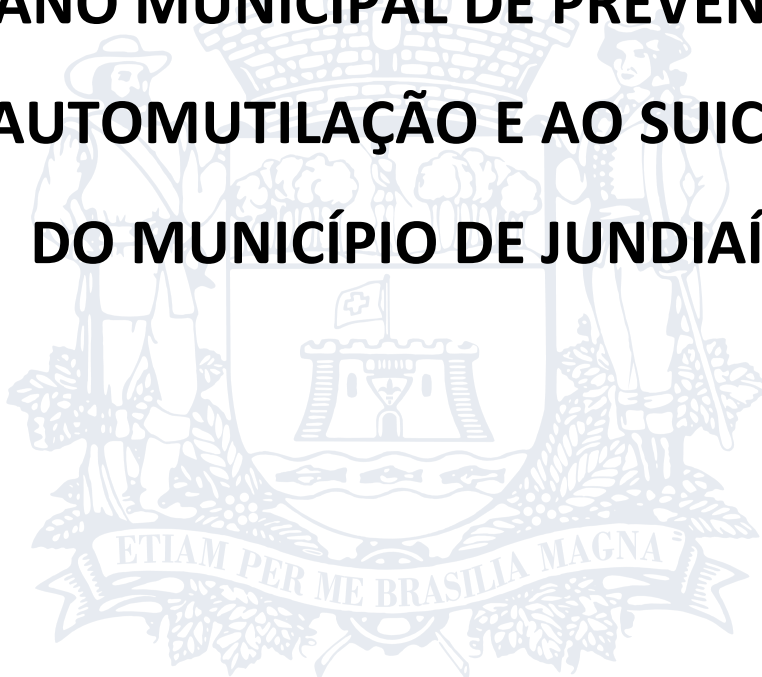 ANO MUNICIPAL DE PREVEN
AUTOMUTILAÇÃO E AO SUIC
DO MUNICÍPIO DE JUNDIAÍ
ETIAM PER ME BRASILIA MAGNA